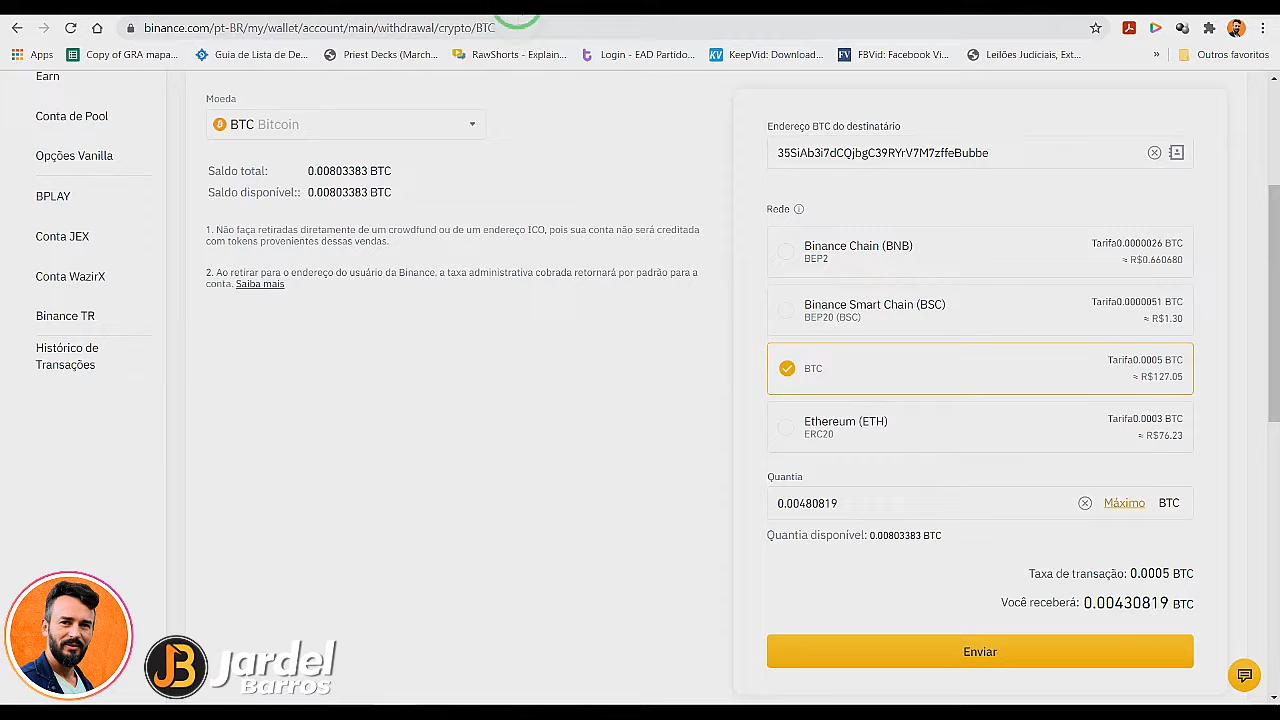 binance.com/pt-BR/my/wallet/account/main/withdrawal/crypto/BTC
Apps
Copy of GRA mapa...
Guia de Lista de De...
Priest Decks (March...
RawShorts - Explain...
Login - EAD Partido...
KeepVid: Download...
FBVid: Facebook Vi...
Leilões Judiciais, Ext...
»
Outros favoritos
Earn
Conta de Pool
Opções Vanilla
BPLAY
Conta JEX
Conta WazirX
Binance TR
Histórico de
Transações
Moeda
BTC Bitcoin
Saldo total: 0.00803383 BTC
Saldo disponível:: 0.00803383 BTC
1. Não faça retiradas diretamente de um crowdfund ou de um endereço ICO, pois sua conta não será creditada
com tokens provenientes dessas vendas.
2. Ao retirar para o endereço do usuário da Binance, a taxa administrativa cobrada retornará por padrão para a
conta. Saiba mais
Endereço BTC do destinatário
35SiAb3i7dCQjbgC39RYrV7M7zffeBubbe
Rede
Binance Chain (BNB)
BEP2
Tarifa0.0000026 BTC
≈ R$0.660680
Binance Smart Chain (BSC)
BEP20 (BSC)
Tarifa0.0000051 BTC
≈ R$1.30
BTC
Tarifa0.0005 BTC
≈ R$127.05
Ethereum (ETH)
ERC20
Tarifa0.0003 BTC
≈ R$76.23
Quantia
0.00480819
Máximo
BTC
Quantia disponível: 0.00803383 BTC
Taxa de transação: 0.0005 BTC
Você receberá: 0.00430819 BTC
Enviar
JB
Jardel
Barros